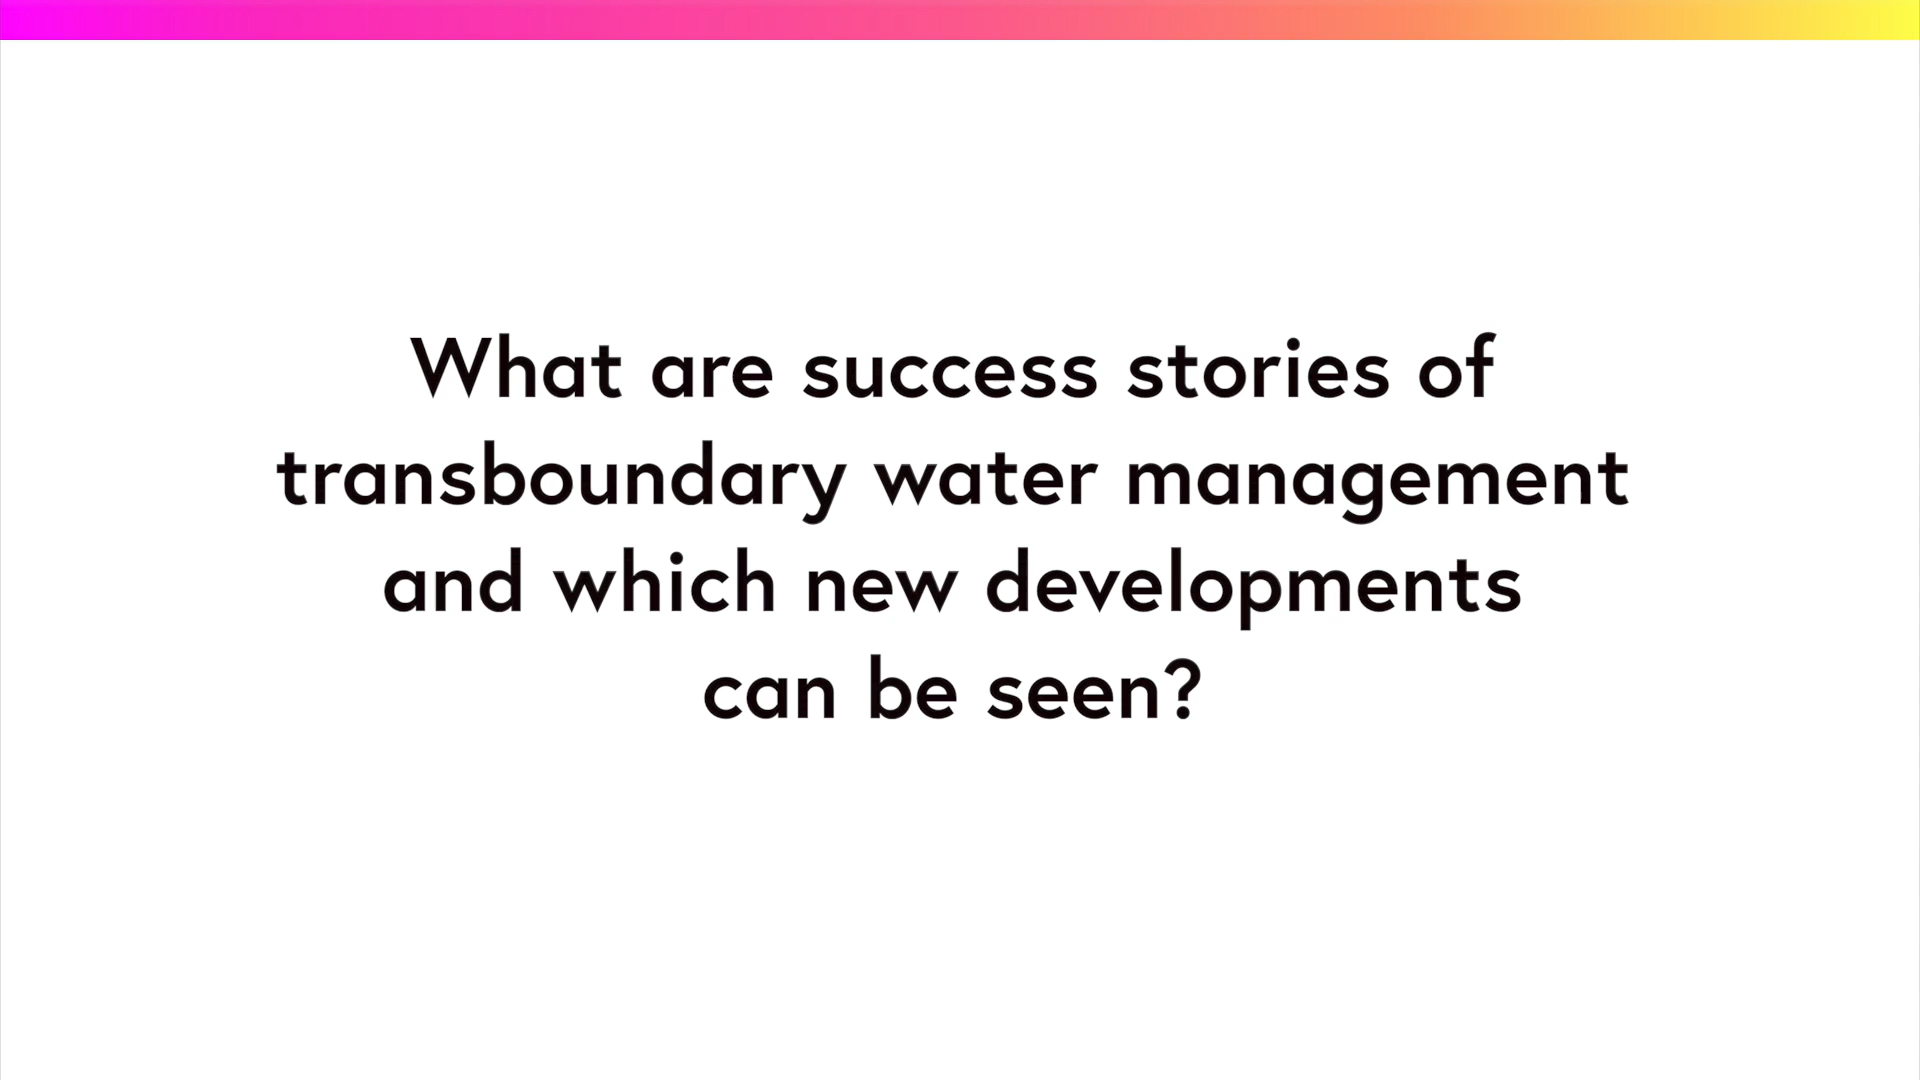 What are success stories of
transboundary water management
and which new developments
can be seen?